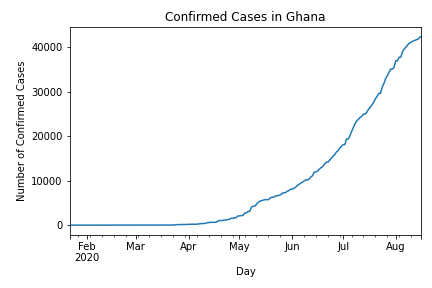 Confirmed Cases in Ghana
Number of Confirmed Cases
40000
30000
20000
10000
0
Feb Mar Apr May Jun Jul Aug
2020
Day